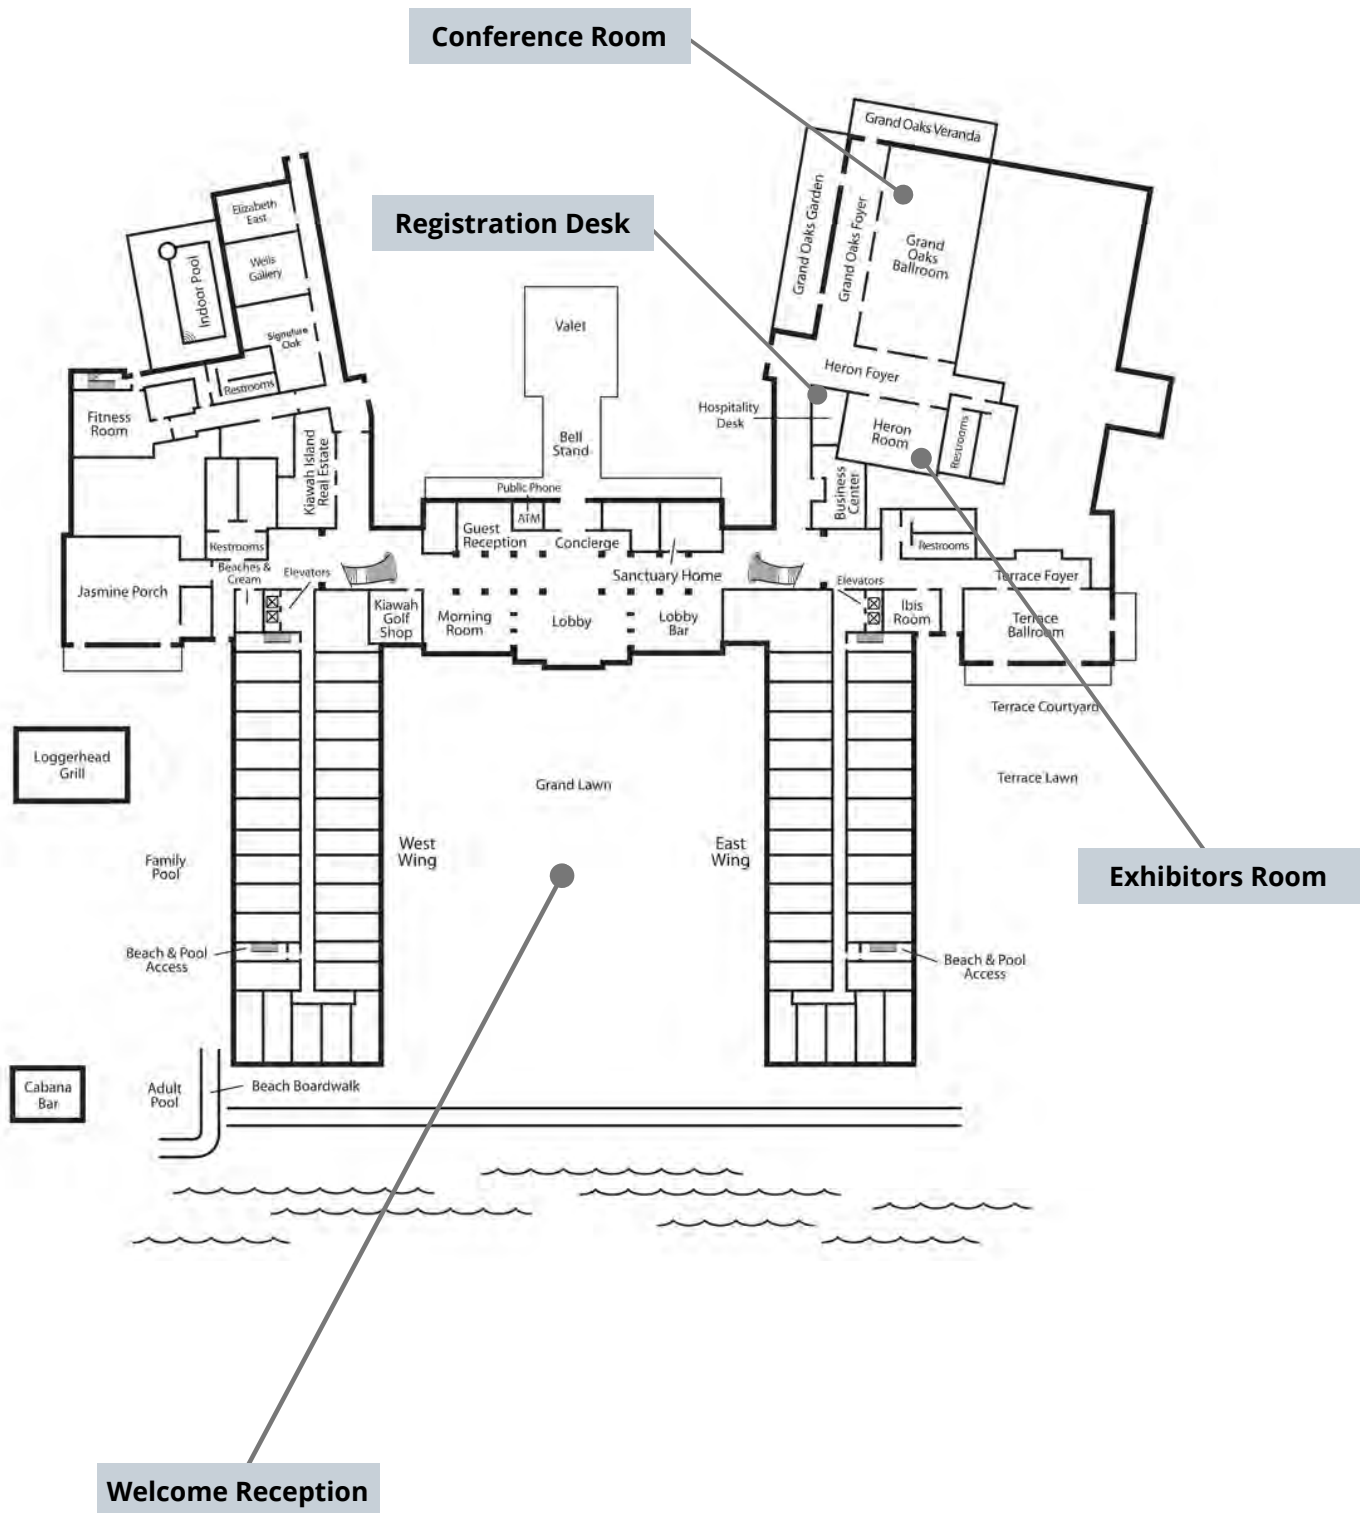 Conference Room
Grand Oaks Veranda
Elizabeth
East
Registration Desk
Grand Oaks Garden
Grand Oaks Foyer
Grand
Oaks
Ballroom
Wells
Gallery
Indoor Pool
Valet
Signature
Oak
Restrooms
Heron Foyer
Fitness
Room
Hospitality
Desk
Heron
Room
Restrooms
Kiawah Island
Real Estate
Bell
Stand
Business
Center
Public Phone
ATM
Guest
Reception
Concierge
Restrooms
Restrooms
Beaches &
Cream
Elevators
Sanctuary Home
Elevators
Terrace Foyer
Jasmine Porch
Kiawah
Golf
Shop
Morning
Room
Lobby
Lobby
Bar
Ibis
Room
Terrace
Ballroom
Terrace Courtyard
Loggerhead
Grill
Grand Lawn
Terrace Lawn
Family
Pool
West
Wing
East
Wing
Exhibitors Room
Beach & Pool
Access
Beach & Pool
Access
Cabana
Bar
Adult
Pool
Beach Boardwalk
Welcome Reception